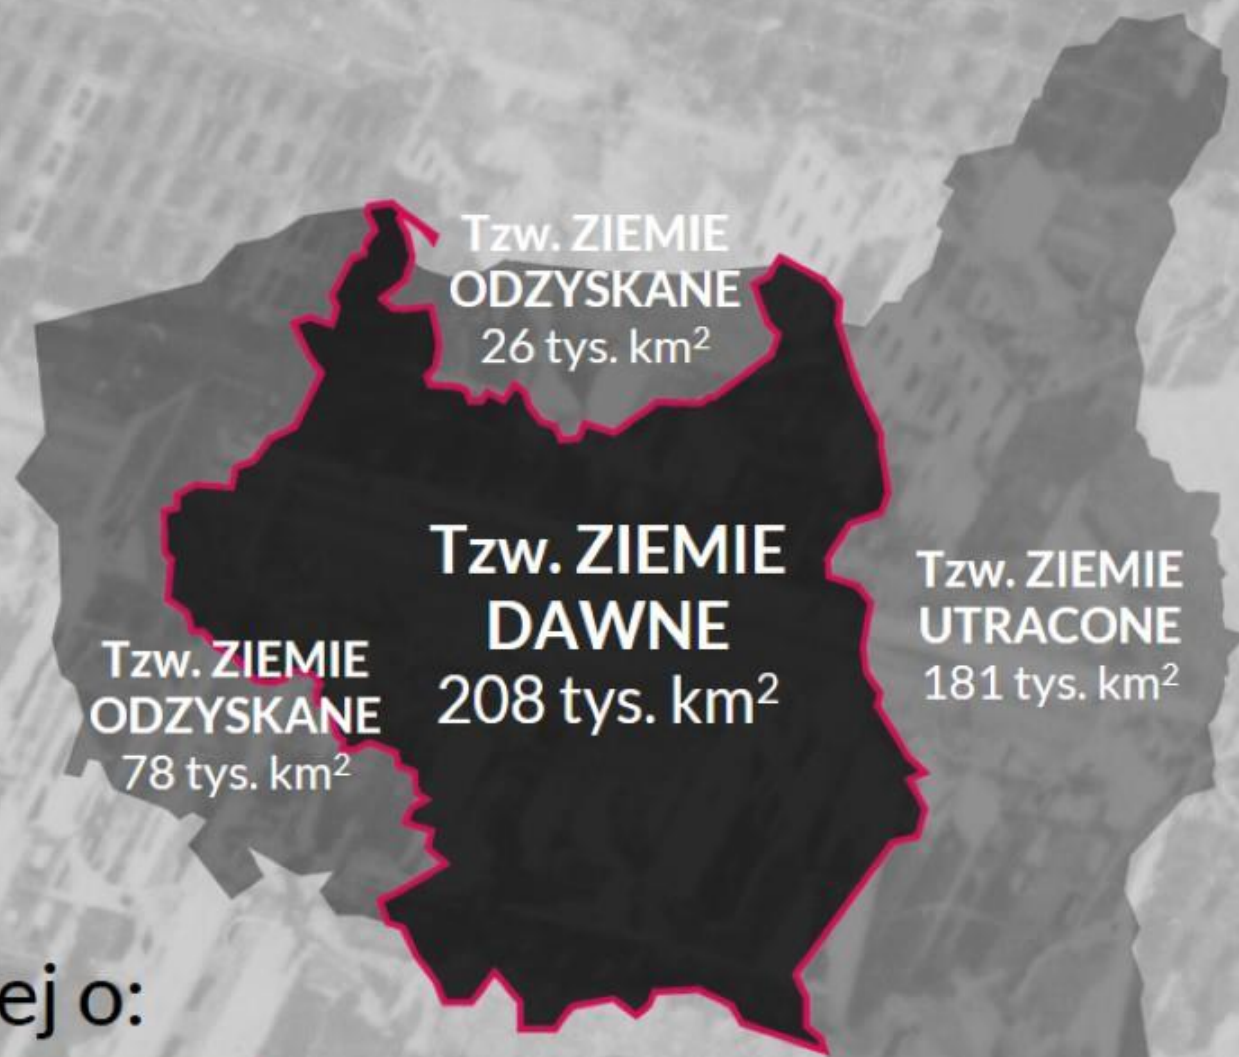 Tzw. ZIEMIE
ODZYSKANE
26 tys. km²
Tzw. ZIEMIE
DAWNE
208 tys. km²
Tzw. ZIEMIE
UTRACONE
181 tys. km²
Tzw. ZIEMIE
ODZYSKANE
78 tys. km²
ej o: